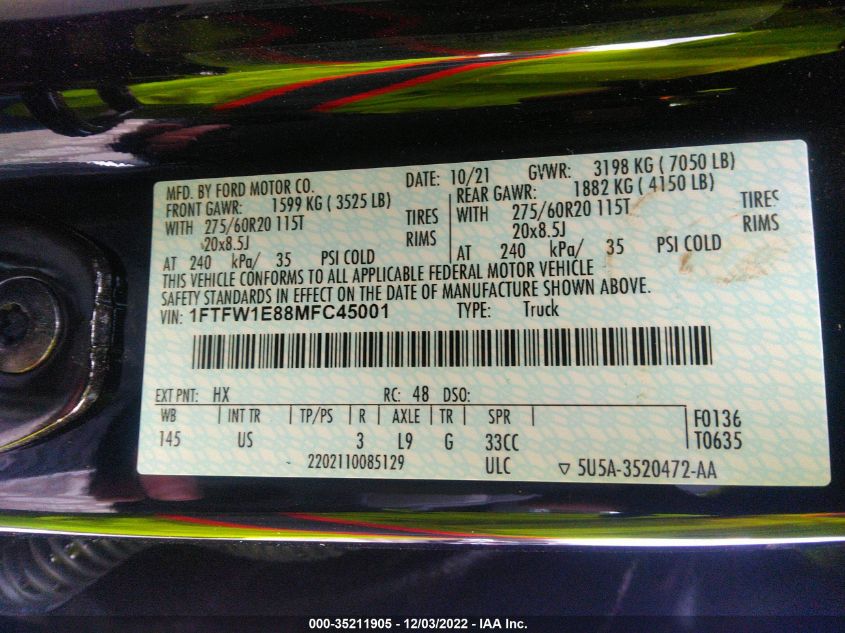 MFD. BY FORD MOTOR CO. DATE: 10/21 GVWR: 3198 KG ( 7050 LB)
FRONT GAWR: 1599 KG ( 3525 LB) REAR GAWR: 1882 KG ( 4150 LB)
WITH 275/60R20 115T TIRES WITH 275/60R20 115T TIRES
20x8.5J RIMS 20x8.5J RIMS
AT 240 kPa/ 35 PSI COLD AT 240 kPa/ 35 PSI COLD
THIS VEHICLE CONFORMS TO ALL APPLICABLE FEDERAL MOTOR VEHICLE
SAFETY STANDARDS IN EFFECT ON THE DATE OF MANUFACTURE SHOWN ABOVE.
VIN: 1FTFW1E88MFC45001 TYPE: Truck
EXT PNT: HX RC: 48 DSO:
WB INT TR TP/PS R AXLE TR SPR F0136
145 US 3 L9 G 33CC T0635
2202110085129 ULC ▽ 5U5A-3520472-AA
000-35211905 - 12/03/2022 - IAA Inc.